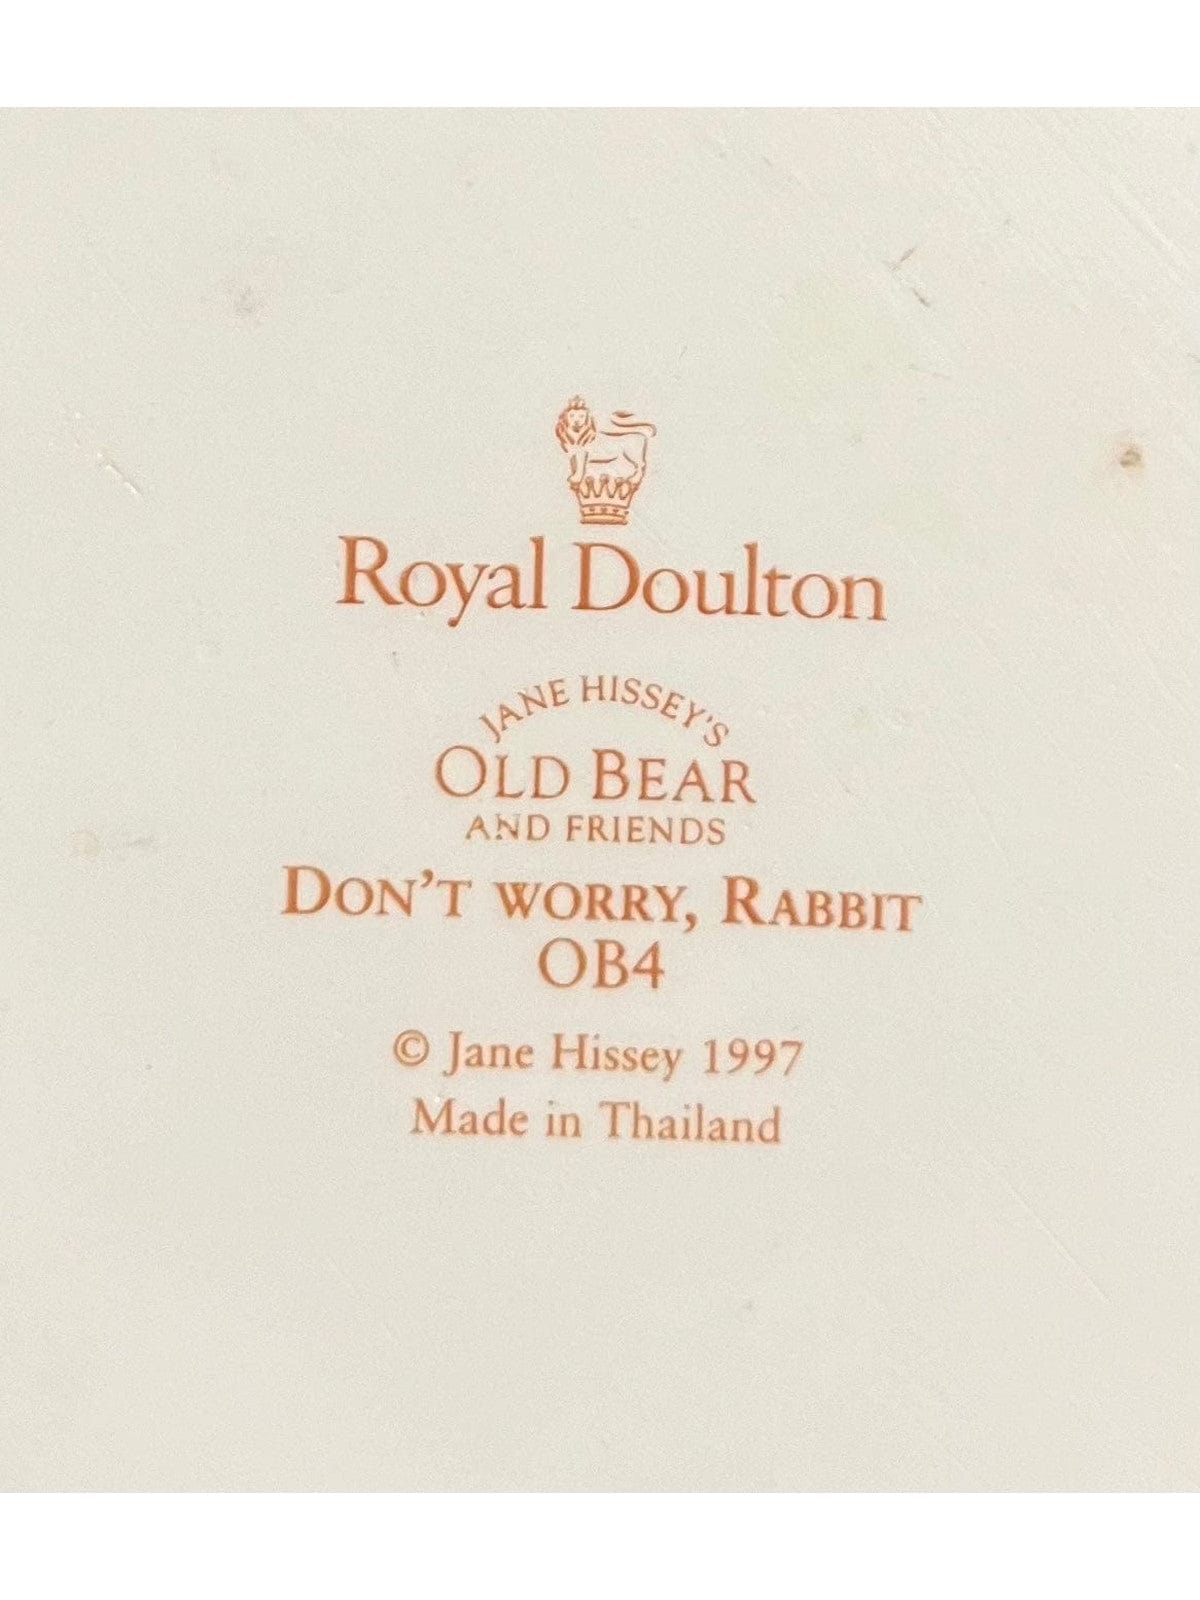 Royal Doulton
JANE HISSEY'S
OLD BEAR
AND FRIENDS
DON'T WORRY, RABBIT
OB4
© Jane Hissey 1997
Made in Thailand